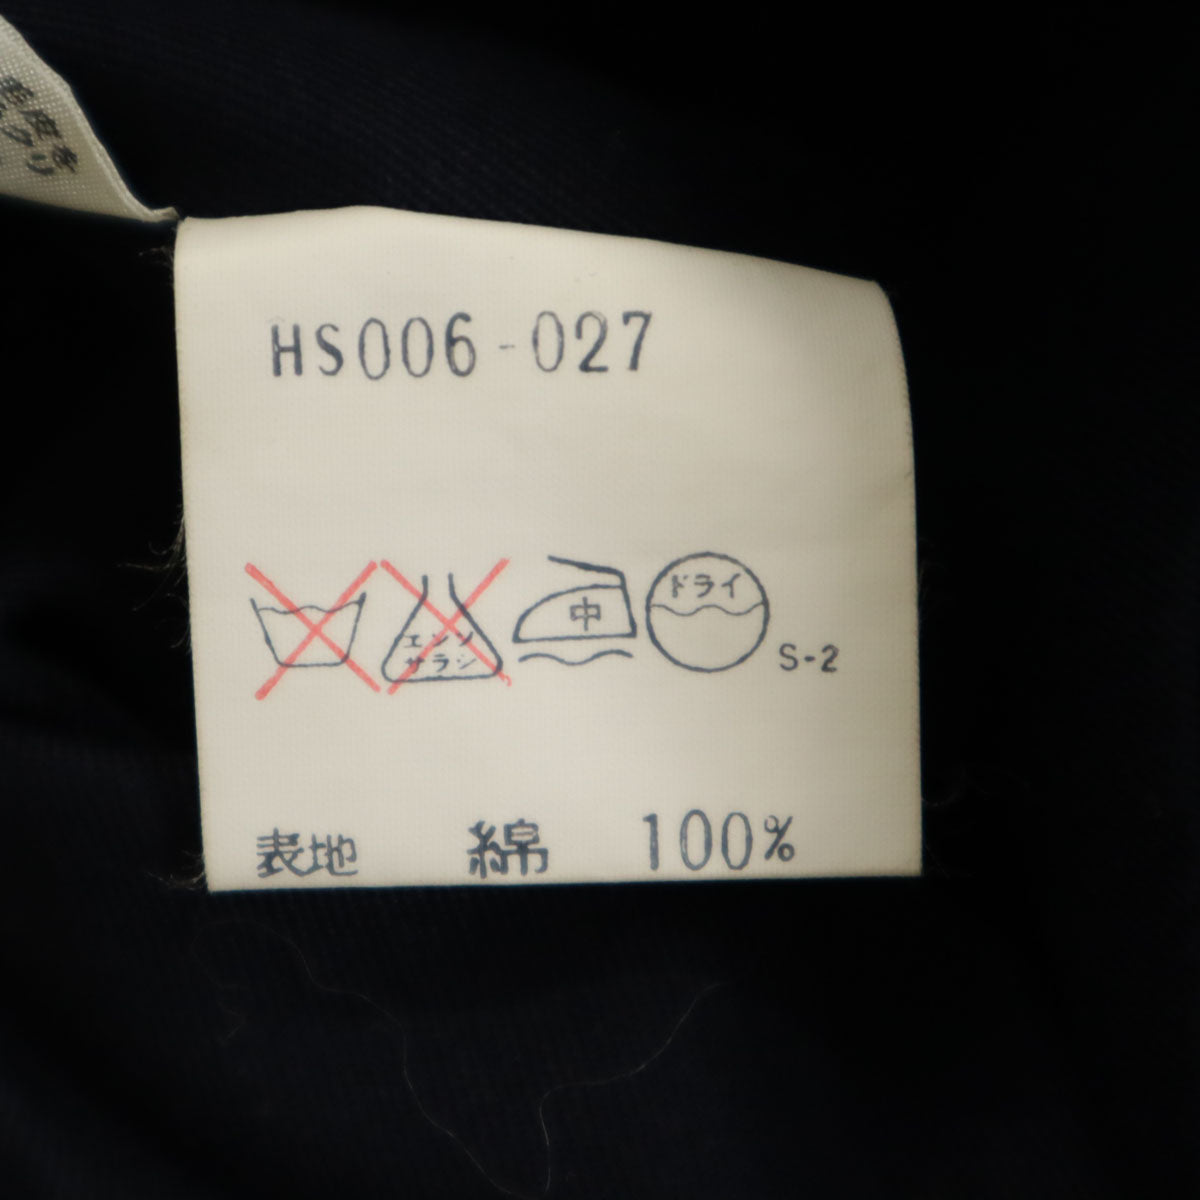 HS006-027
エンソ
サラシ
中
ドライ
S-2
表地 綿 100%